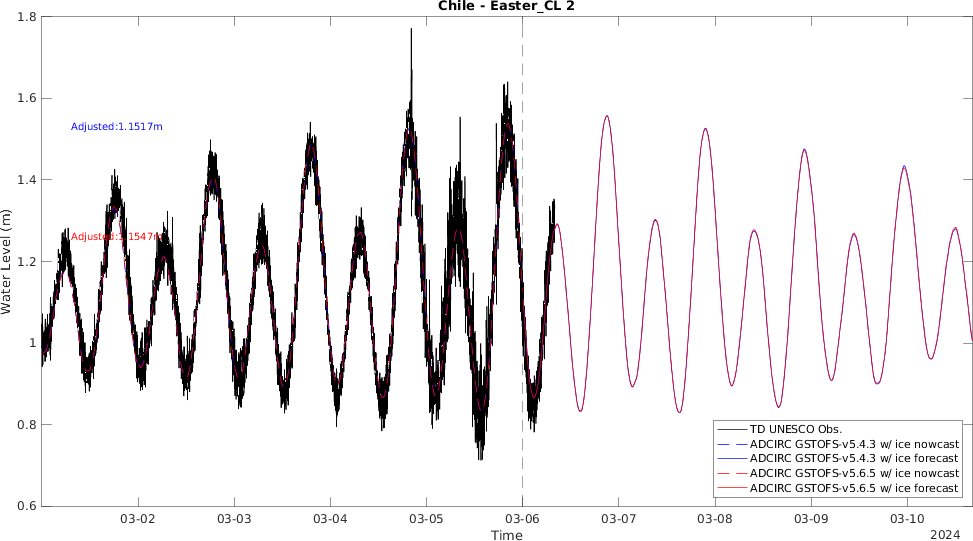 Chile - Easter_CL 2
1.8
1.6
1.4
1.2
1
0.8
0.6
Water Level (m)
Adjusted:1.1517m
Adjusted:1.1547m
TD UNESCO Obs.
ADCIRC GSTOFS-v5.4.3 w/ ice nowcast
ADCIRC GSTOFS-v5.4.3 w/ ice forecast
ADCIRC GSTOFS-v5.6.5 w/ ice nowcast
ADCIRC GSTOFS-v5.6.5 w/ ice forecast
03-02 03-03 03-04 03-05 03-06 03-07 03-08 03-09 03-10
Time
2024